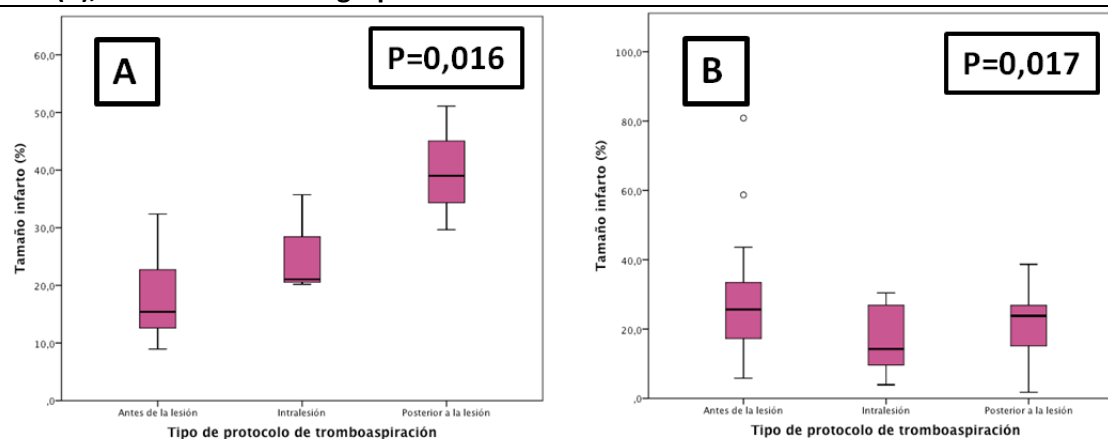 A
P=0,016
Tamaño infarto (%)
60,0
50,0
40,0
30,0
20,0
10,0
,0
Antes de la lesión
Intralesión
Posterior a la lesión
Tipo de protocolo de tromboaspiración
B
P=0,017
Tamaño infarto (%)
100,0
80,0
60,0
40,0
20,0
,0
Antes de la lesión
Intralesión
Posterior a la lesión
Tipo de protocolo de tromboaspiración